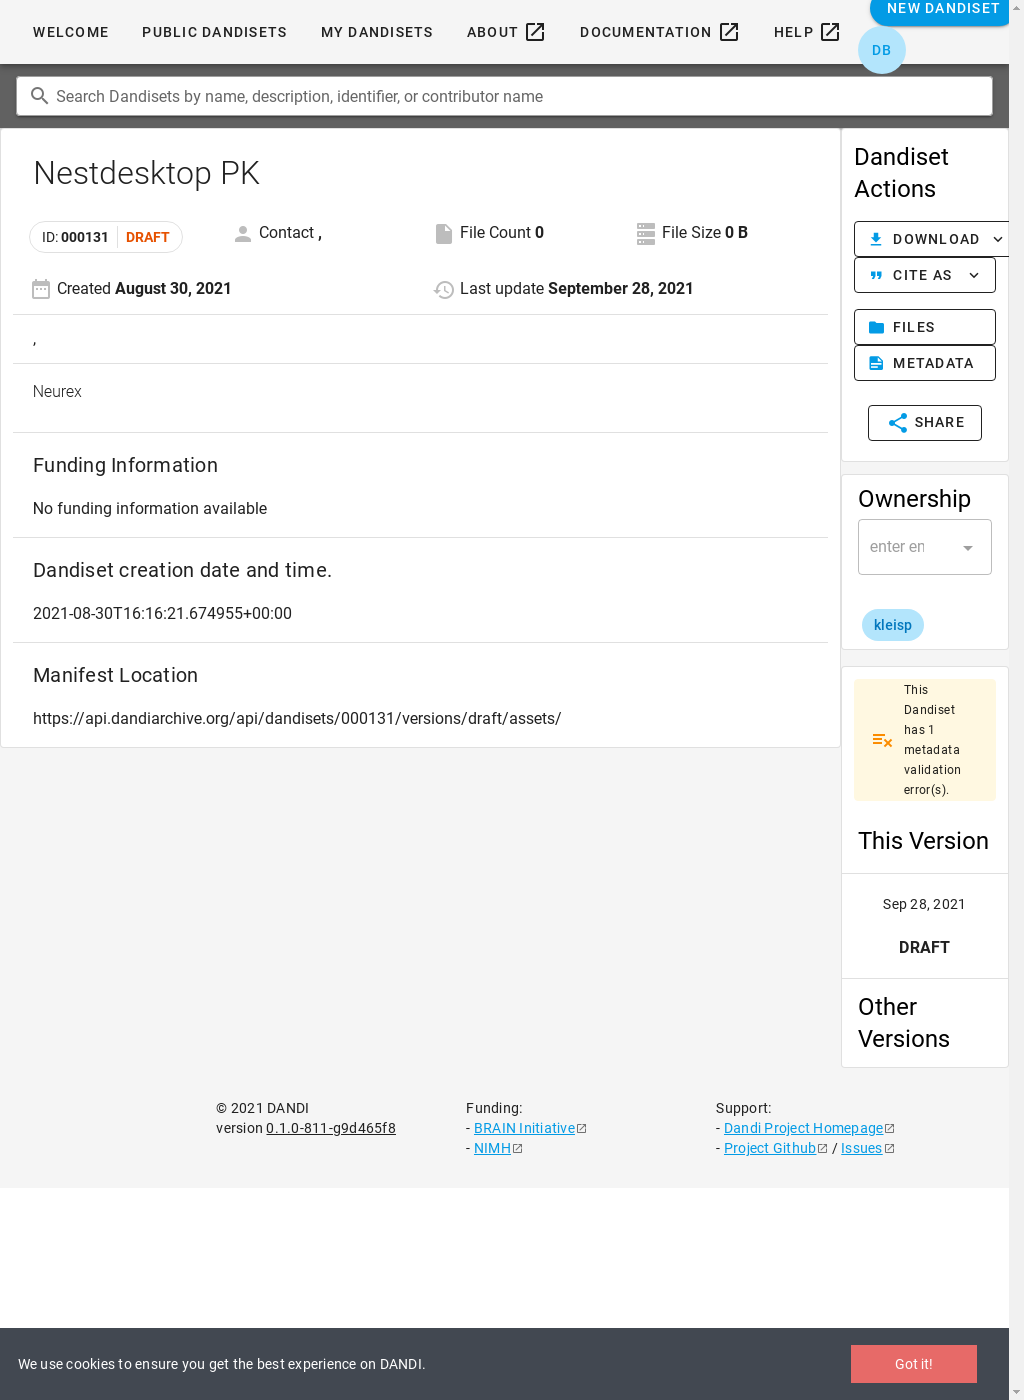 WELCOME
PUBLIC DANDISETS
MY DANDISETS
ABOUT
DOCUMENTATION
HELP
NEW DANDISET
DB
Search Dandisets by name, description, identifier, or contributor name
Nestdesktop PK
ID: 000131 DRAFT
Contact ,
File Count 0
File Size 0 B
Created August 30, 2021
Last update September 28, 2021
,
Neurex
Funding Information
No funding information available
Dandiset creation date and time.
2021-08-30T16:16:21.674955+00:00
Manifest Location
https://api.dandiarchive.org/api/dandisets/000131/versions/draft/assets/
Dandiset
Actions
DOWNLOAD
CITE AS
FILES
METADATA
SHARE
Ownership
enter en
kleisp
This
Dandiset
has 1
metadata
validation
error(s).
This Version
Sep 28, 2021
DRAFT
Other
Versions
© 2021 DANDI
version 0.1.0-811-g9d465f8
Funding:
- BRAIN Initiative
- NIMH
Support:
- Dandi Project Homepage
- Project Github / Issues
We use cookies to ensure you get the best experience on DANDI.
Got it!